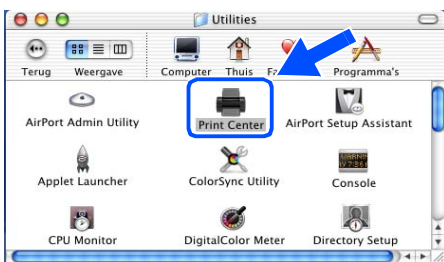 Utilities
Terug Weergave Computer Thuis Fa Programma's
AirPort Admin Utility Print Center AirPort Setup Assistant
Applet Launcher ColorSync Utility Console
CPU Monitor DigitalColor Meter Directory Setup